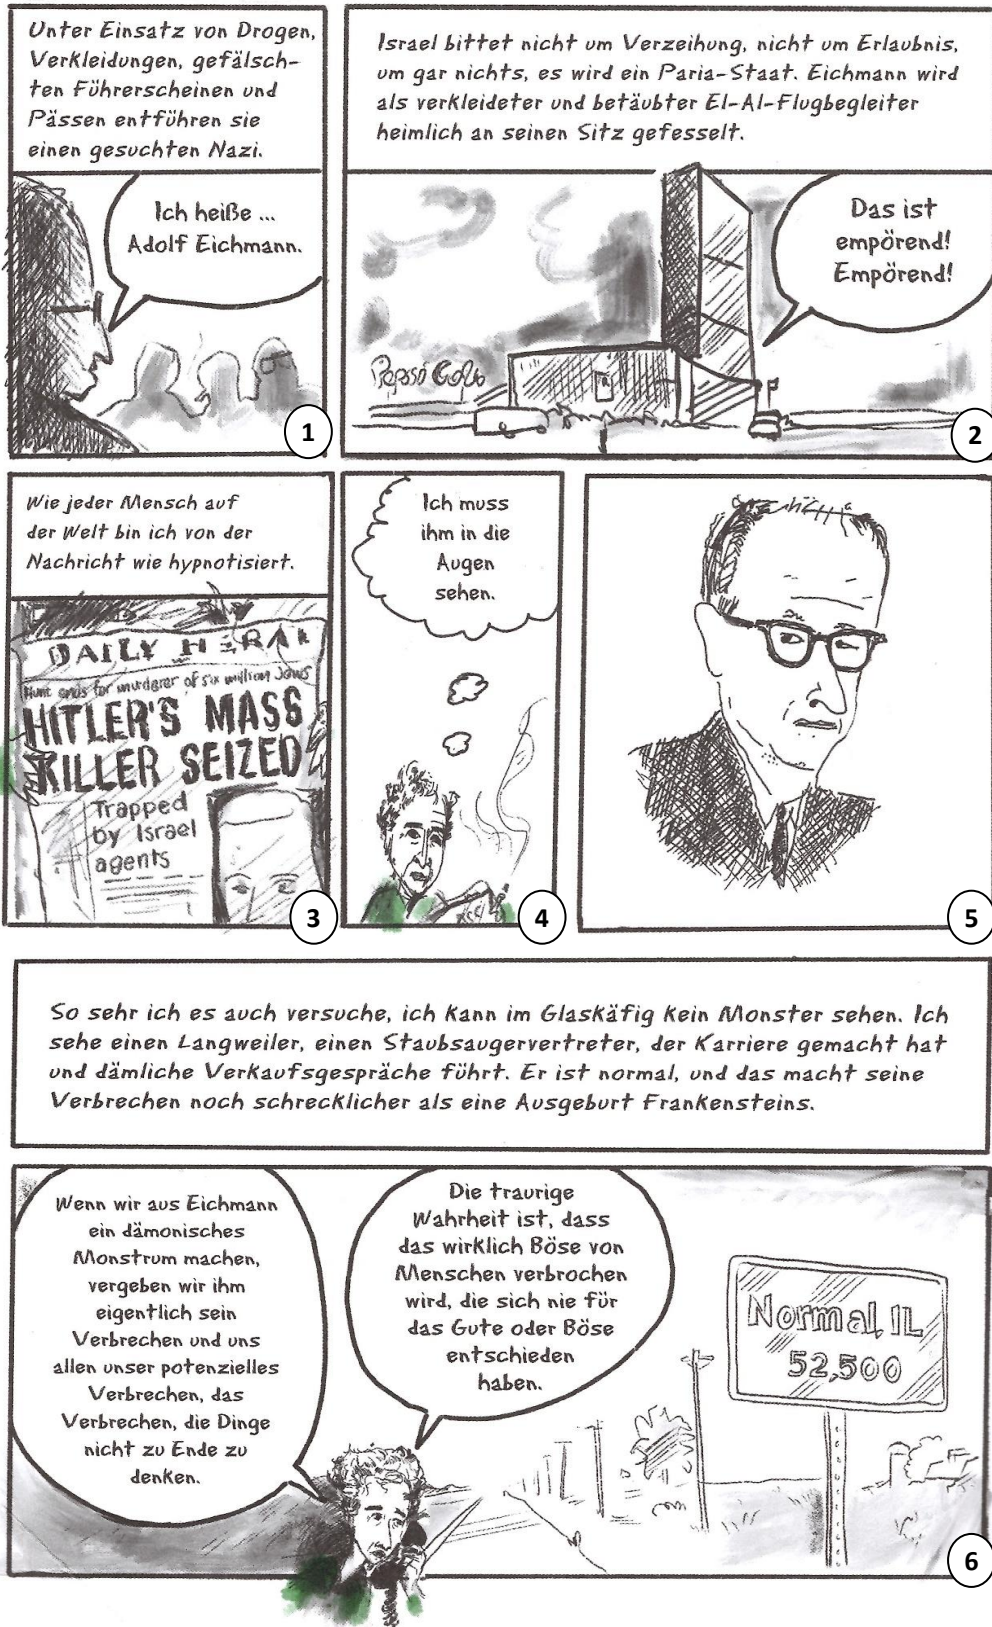 Unter Einsatz von Drogen,
Verkleidungen, gefälsch-
ten Führerscheinen und
Pässen entführen sie
einen gesuchten Nazi.
Ich heiße ...
Adolf Eichmann.
1
Israel bittet nicht um Verzeihung, nicht um Erlaubnis,
um gar nichts, es wird ein Paria-Staat. Eichmann wird
als verkleideter und betäubter El-Al-Flugbegleiter
heimlich an seinen Sitz gefesselt.
Das ist
empörend!
Empörend!
2
Wie jeder Mensch auf
der Welt bin ich von der
Nachricht wie hypnotisiert.
DAILY HERAL
Hunt ends for murderer of six million Jews
HITLER'S MASS
KILLER SEIZED
Trapped
by Israel
agents
3
Ich muss
ihm in die
Augen
sehen.
4
5
So sehr ich es auch versuche, ich kann im Glaskäfig kein Monster sehen. Ich
sehe einen Langweiler, einen Staubsaugervertreter, der Karriere gemacht hat
und dämliche Verkaufsgespräche führt. Er ist normal, und das macht seine
Verbrechen noch schrecklicher als eine Ausgeburt Frankensteins.
Wenn wir aus Eichmann
ein dämonisches
Monstrum machen,
vergeben wir ihm
eigentlich sein
Verbrechen und uns
allen unser potenzielles
Verbrechen, das
Verbrechen, die Dinge
nicht zu Ende zu
denken.
Die traurige
Wahrheit ist, dass
das wirklich Böse von
Menschen verbrochen
wird, die sich nie für
das Gute oder Böse
entschieden
haben.
Normal, IL
52,500
6